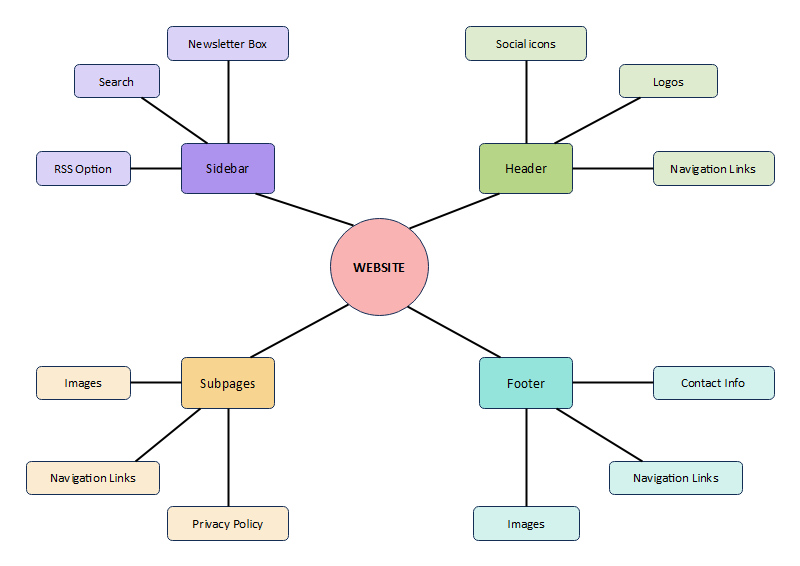 Newsletter Box
Social icons
Search
Logos
RSS Option
Sidebar
Header
Navigation Links
WEBSITE
Images
Subpages
Footer
Contact Info
Navigation Links
Navigation Links
Privacy Policy
Images